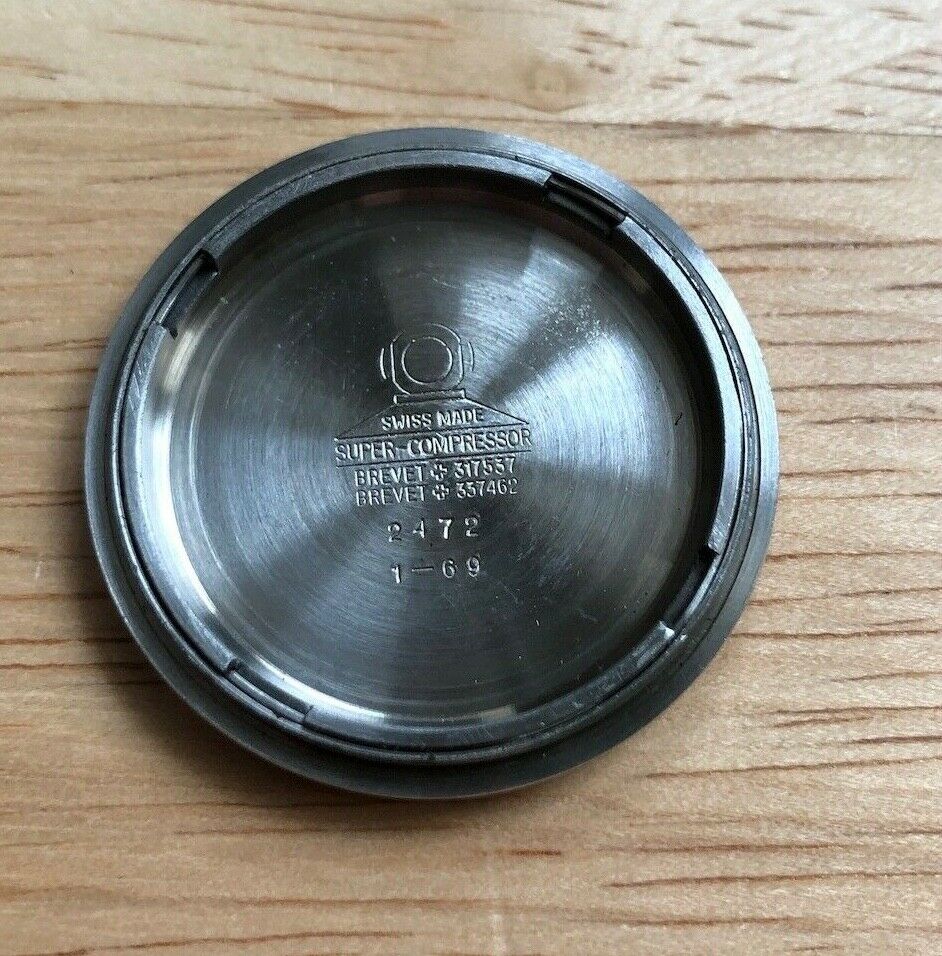 SWISS MADE
SUPER-COMPRESSOR
BREVET ✚ 317537
BREVET ✚ 337462
2472
1-69